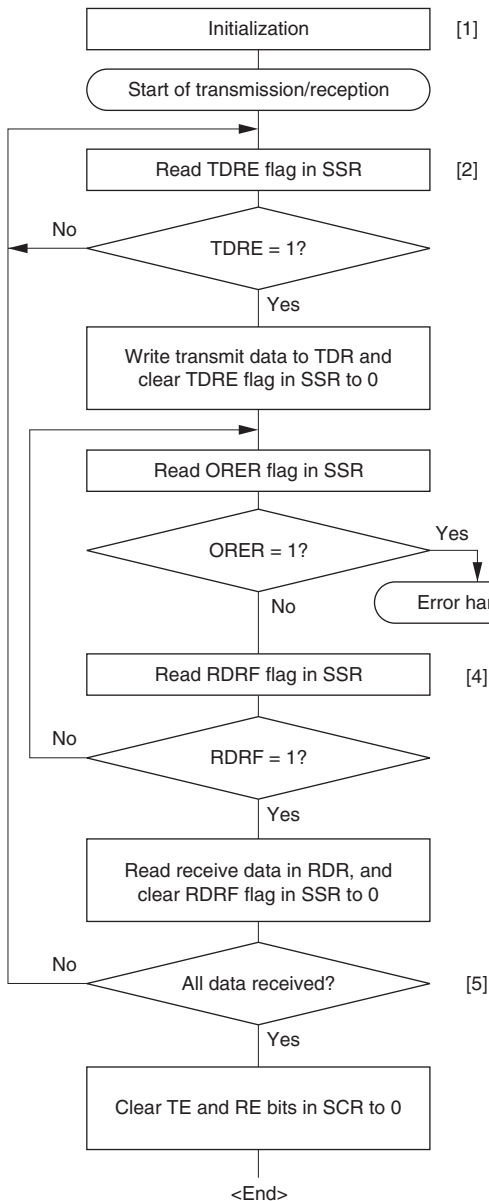 Initialization
[1]
Start of transmission/reception
Read TDRE flag in SSR
[2]
No
TDRE = 1?
Yes
Write transmit data to TDR and
clear TDRE flag in SSR to 0
Read ORER flag in SSR
Yes
ORER = 1?
No
Error
Read RDRF flag in SSR
[4]
No
RDRF = 1?
Yes
Read receive data in RDR, and
clear RDRF flag in SSR to 0
No
All data received?
[5]
Yes
Clear TE and RE bits in SCR to 0
<End>